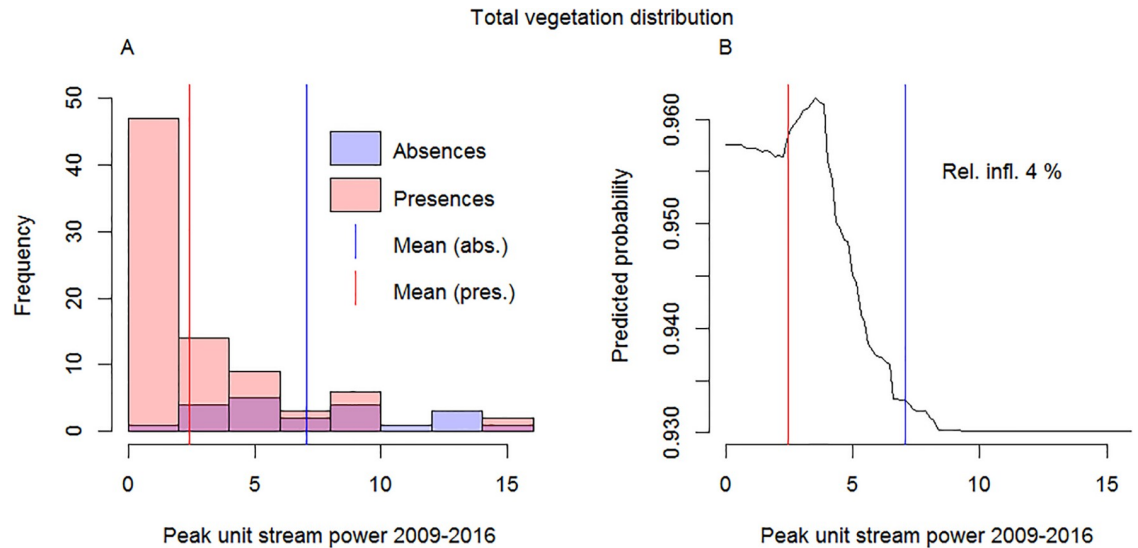 Total vegetation distribution
A
50
40
30
20
10
0
Frequency
Absences
Presences
Mean (abs.)
Mean (pres.)
0 5 10 15
Peak unit stream power 2009-2016
B
0.960
0.950
0.940
0.930
Predicted probability
Rel. infl. 4 %
0 5 10 15
Peak unit stream power 2009-2016